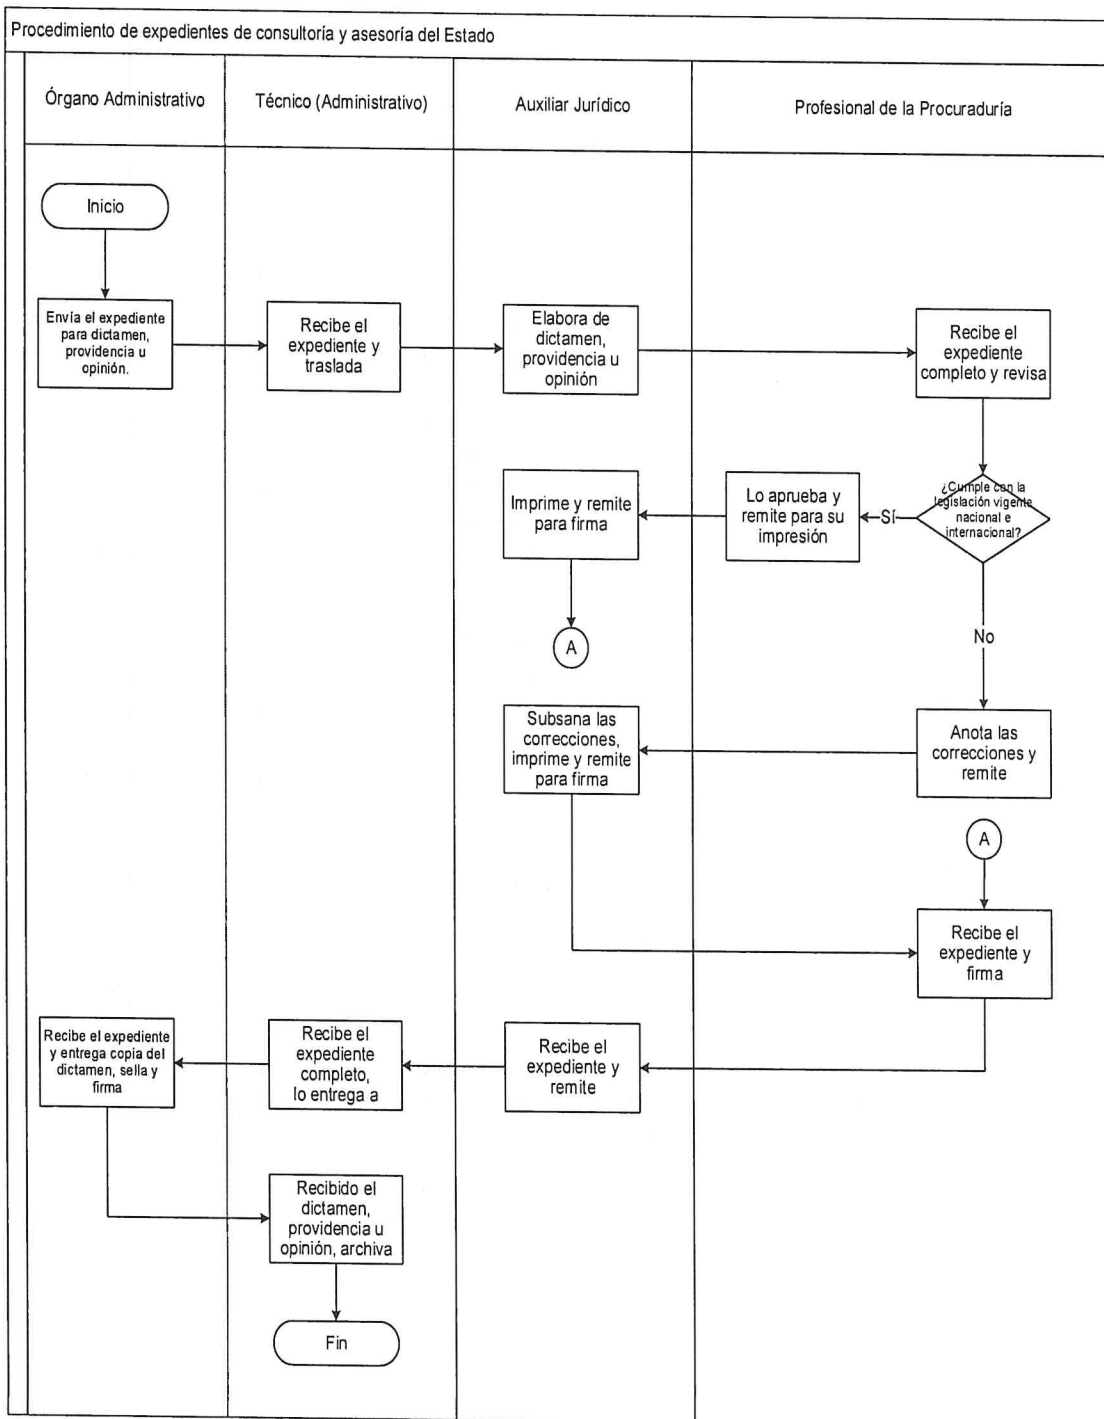 Procedimiento de expedientes de consultoría y asesoría del Estado
Órgano Administrativo
Técnico (Administrativo)
Auxiliar Jurídico
Profesional de la Procuraduría
Inicio
Envía el expediente
para dictamen,
providencia u
opinión.
Recibe el
expediente y
traslada
Elabora de
dictamen,
providencia u
opinión
Recibe el
expediente
completo y revisa
¿Cumple con la
legislación vigente
nacional e
internacional?
Sí
Lo aprueba y
remite para su
impresión
Imprime y remite
para firma
A
No
Anota las
correcciones y
remite
Subsana las
correcciones,
imprime y remite
para firma
A
Recibe el
expediente y
firma
Recibe el
expediente y
remite
Recibe el
expediente
completo,
lo entrega a
Recibe el expediente
y entrega copia del
dictamen, sella y
firma
Recibido el
dictamen,
providencia u
opinión, archiva
Fin